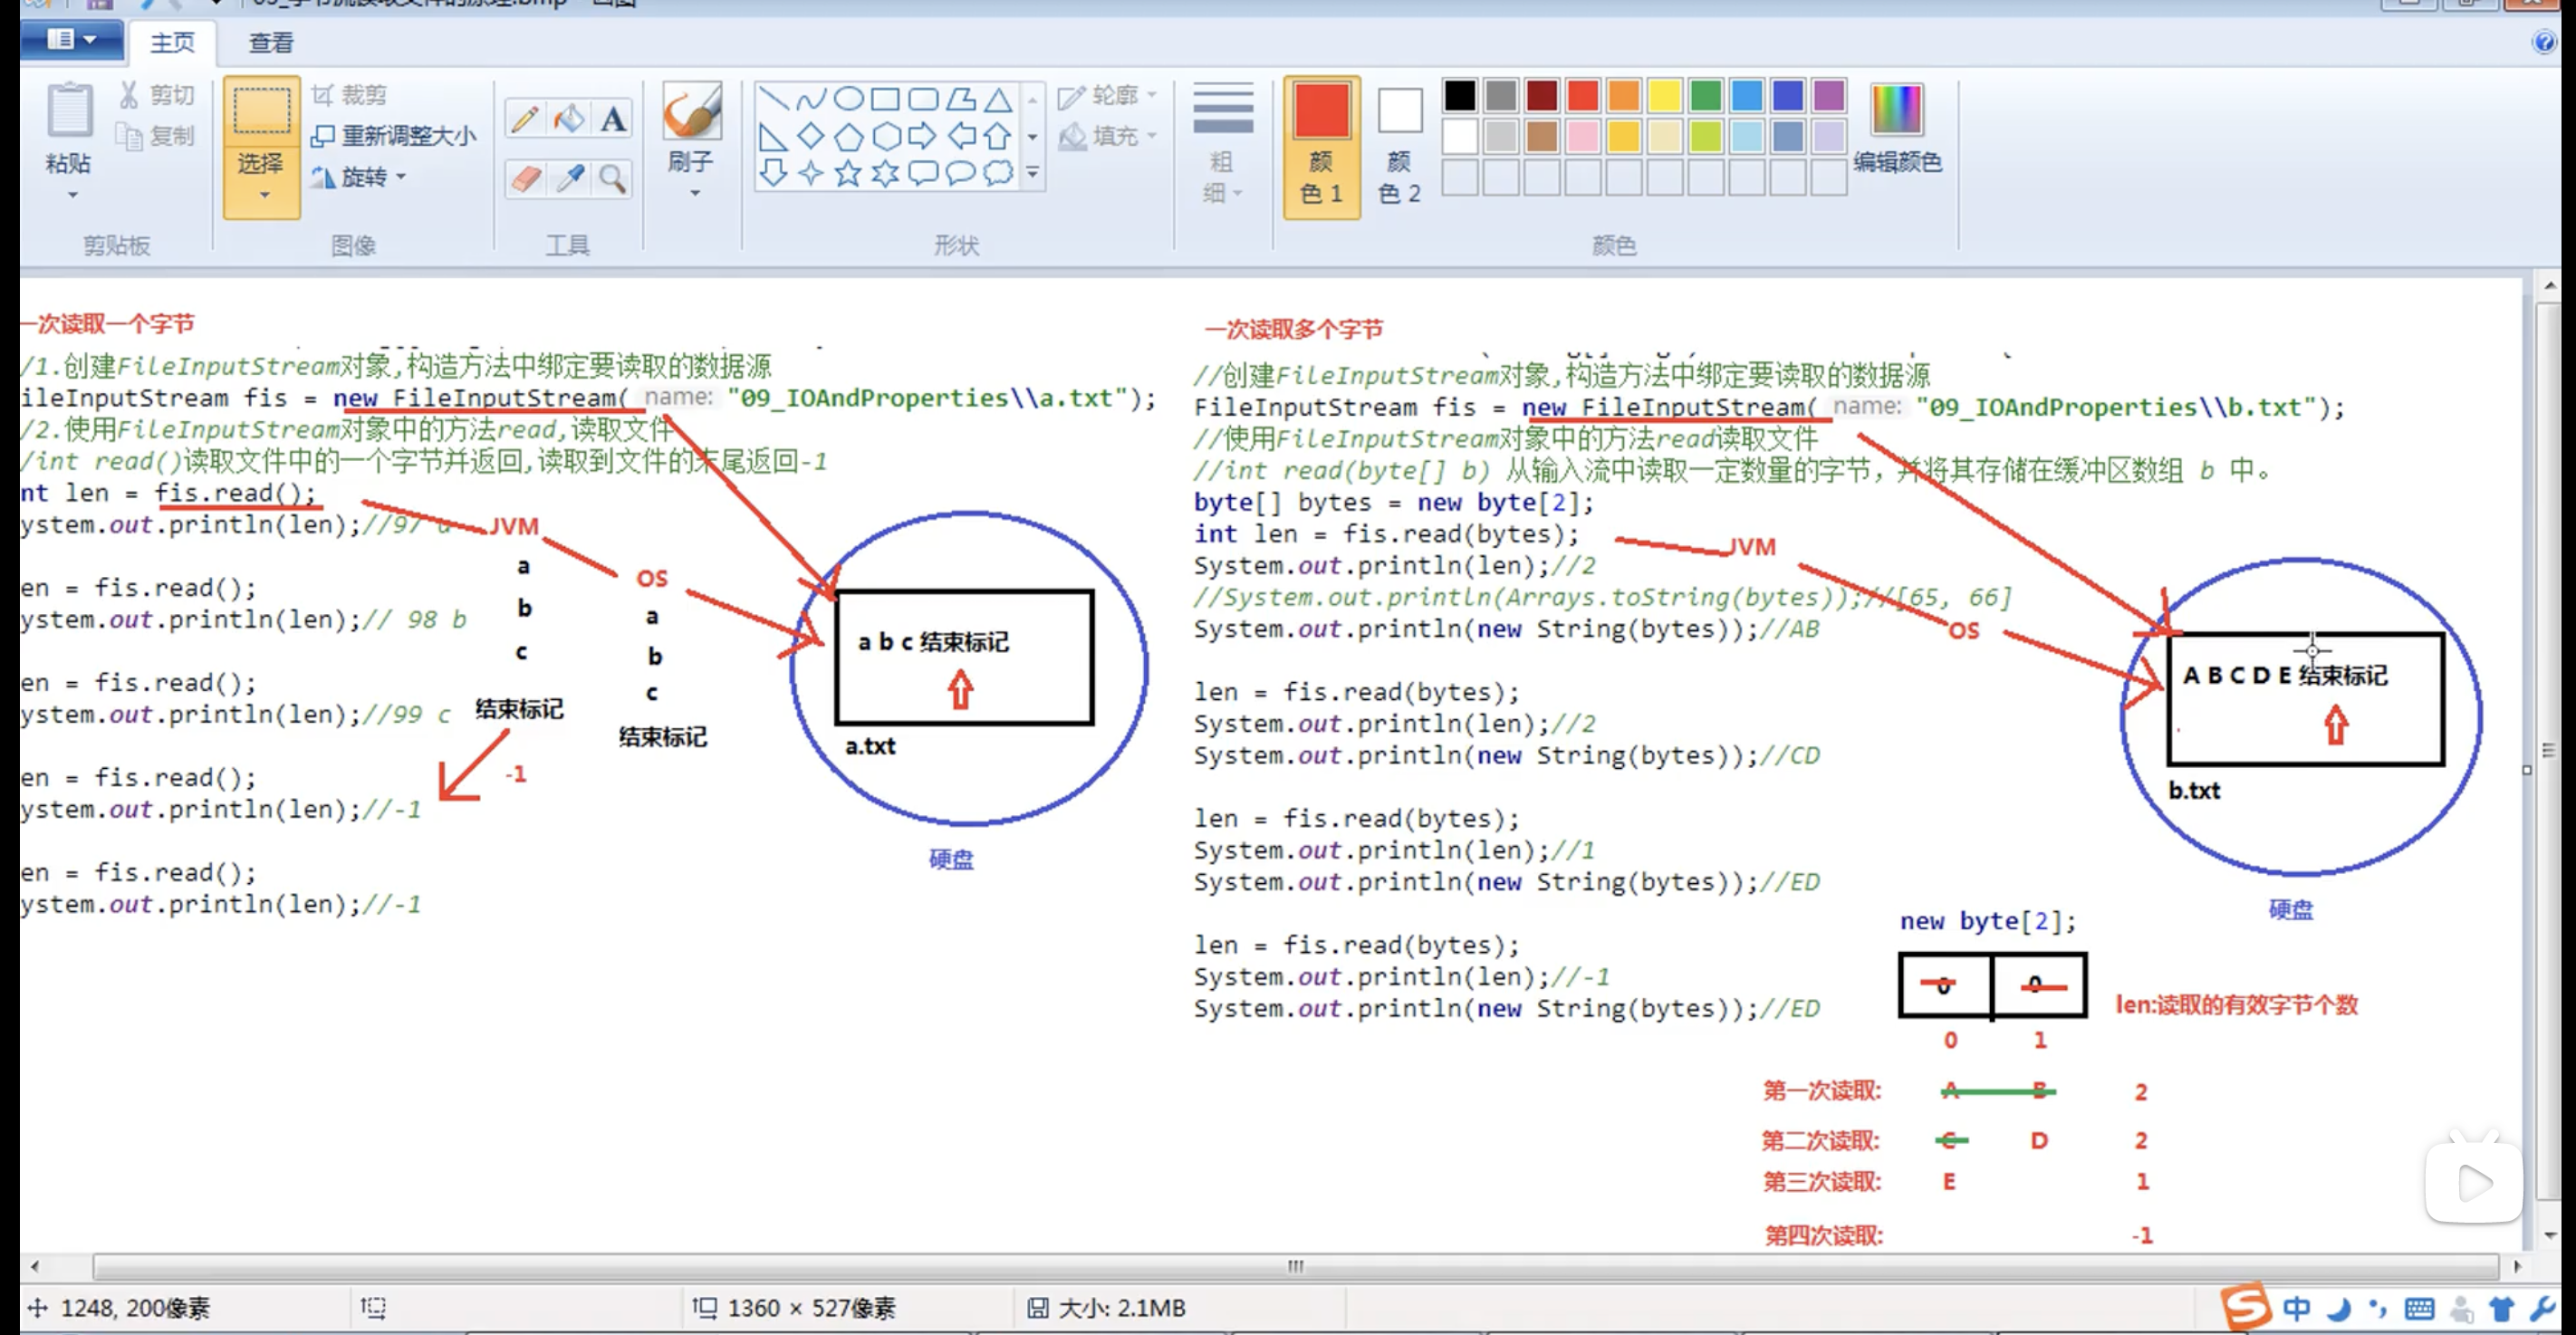 主页 查看
粘贴
剪切
复制
剪贴板
选择
裁剪
重新调整大小
旋转
图像
A
工具
刷子
轮廓
填充
形状
粗细
颜色 1
颜色 2
编辑颜色
颜色
一次读取一个字节
/1.创建FileInputStream对象,构造方法中绑定要读取的数据源
ileInputStream fis = new FileInputStream( name: "09_IOAndProperties\\a.txt");
/2.使用FileInputStream对象中的方法read,读取文件
/int read()读取文件中的一个字节并返回,读取到文件的末尾返回-1
nt len = fis.read();
ystem.out.println(len);//97 a
en = fis.read();
ystem.out.println(len);// 98 b
en = fis.read();
ystem.out.println(len);//99 c
en = fis.read();
ystem.out.println(len);//-1
en = fis.read();
ystem.out.println(len);//-1
JVM
a
b
c
结束标记
-1
OS
a
b
c
结束标记
a b c 结束标记
a.txt
硬盘
一次读取多个字节
//创建FileInputStream对象,构造方法中绑定要读取的数据源
FileInputStream fis = new FileInputStream( name: "09_IOAndProperties\\b.txt");
//使用FileInputStream对象中的方法read读取文件
//int read(byte[] b) 从输入流中读取一定数量的字节，并将其存储在缓冲区数组 b 中。
byte[] bytes = new byte[2];
int len = fis.read(bytes);
System.out.println(len);//2
//System.out.println(Arrays.toString(bytes));//[65, 66]
System.out.println(new String(bytes));//AB
len = fis.read(bytes);
System.out.println(len);//2
System.out.println(new String(bytes));//CD
len = fis.read(bytes);
System.out.println(len);//1
System.out.println(new String(bytes));//ED
len = fis.read(bytes);
System.out.println(len);//-1
System.out.println(new String(bytes));//ED
JVM
OS
A B C D E 结束标记
b.txt
硬盘
new byte[2];
0 0
len:读取的有效字节个数
0 1
第一次读取: A B 2
第二次读取: C D 2
第三次读取: E 1
第四次读取: -1
1248, 200像素
1360 × 527像素
大小: 2.1MB
中